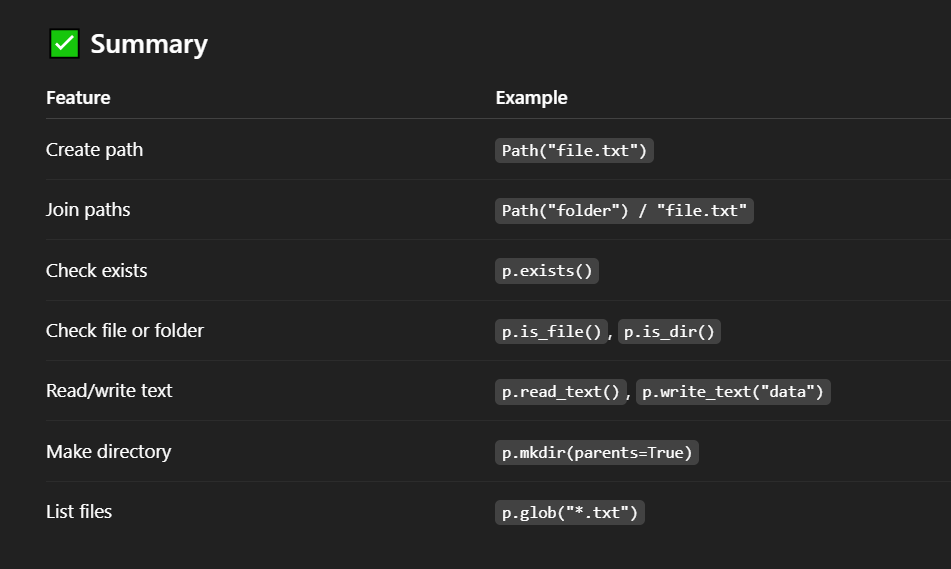 ✅ Summary
Feature Example
Create path Path("file.txt")
Join paths Path("folder") / "file.txt"
Check exists p.exists()
Check file or folder p.is_file(), p.is_dir()
Read/write text p.read_text(), p.write_text("data")
Make directory p.mkdir(parents=True)
List files p.glob("*.txt")